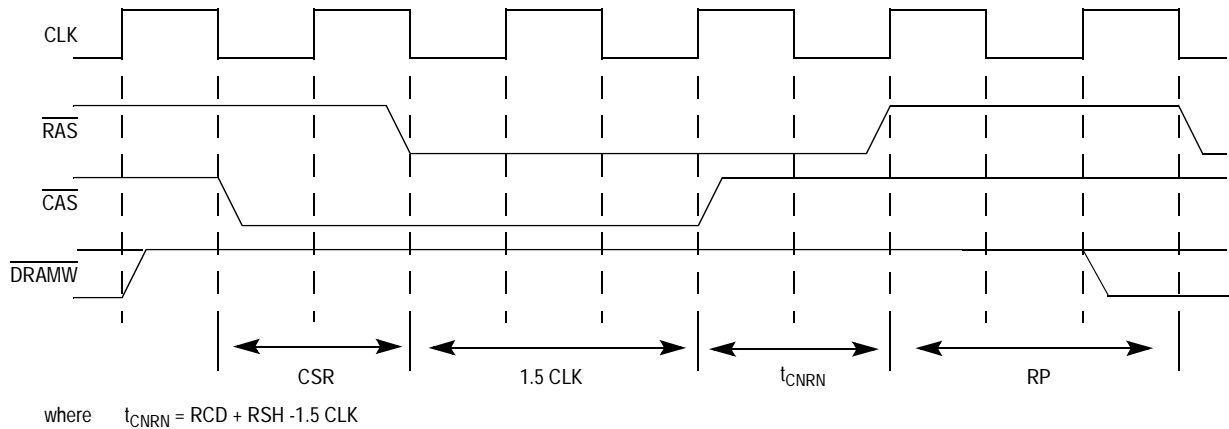 CLK
RAS
CAS
DRAMW
CSR 1.5 CLK tCNRN RP
where tCNRN = RCD + RSH -1.5 CLK